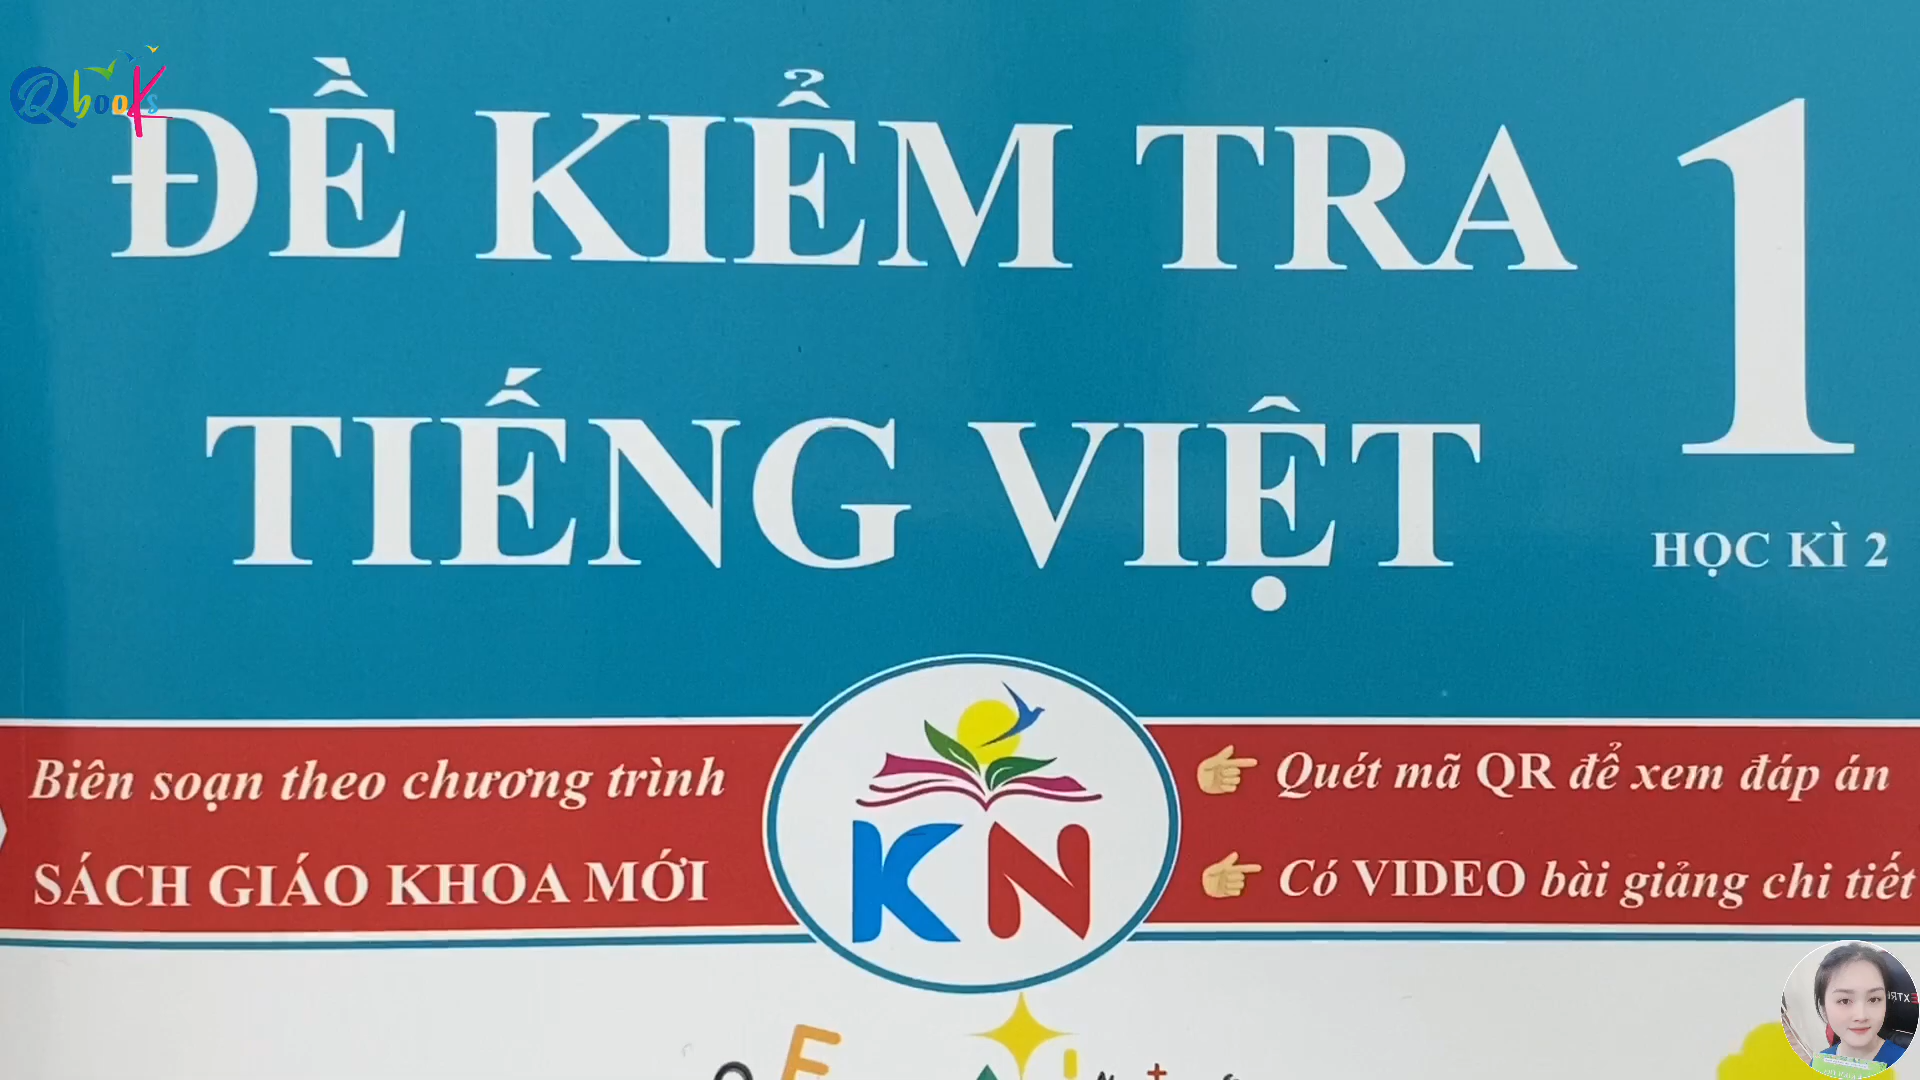 Qbooks
ĐỀ KIỂM TRA 1
TIẾNG VIỆT
HỌC KÌ 2
Biên soạn theo chương trình
SÁCH GIÁO KHOA MỚI
KN
Quét mã QR để xem đáp án
Có VIDEO bài giảng chi tiết
E